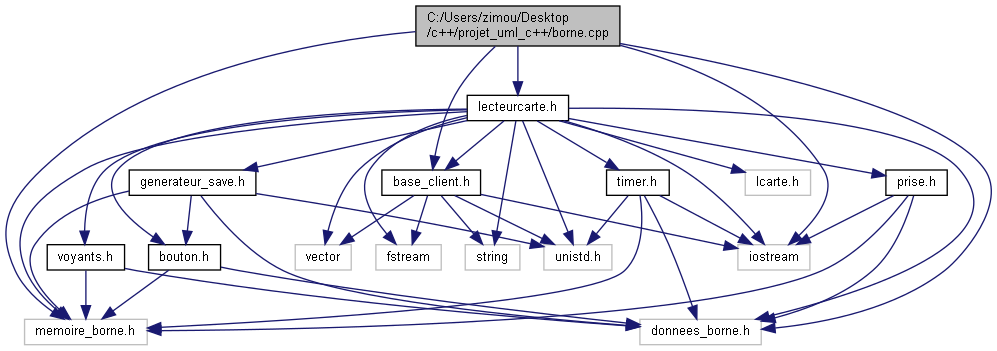 C:/Users/zimou/Desktop
/c++/projet_uml_c++/borne.cpp
lecteurcarte.h
generateur_save.h
base_client.h
timer.h
lcarte.h
prise.h
voyants.h
bouton.h
vector
fstream
string
unistd.h
iostream
memoire_borne.h
donnees_borne.h